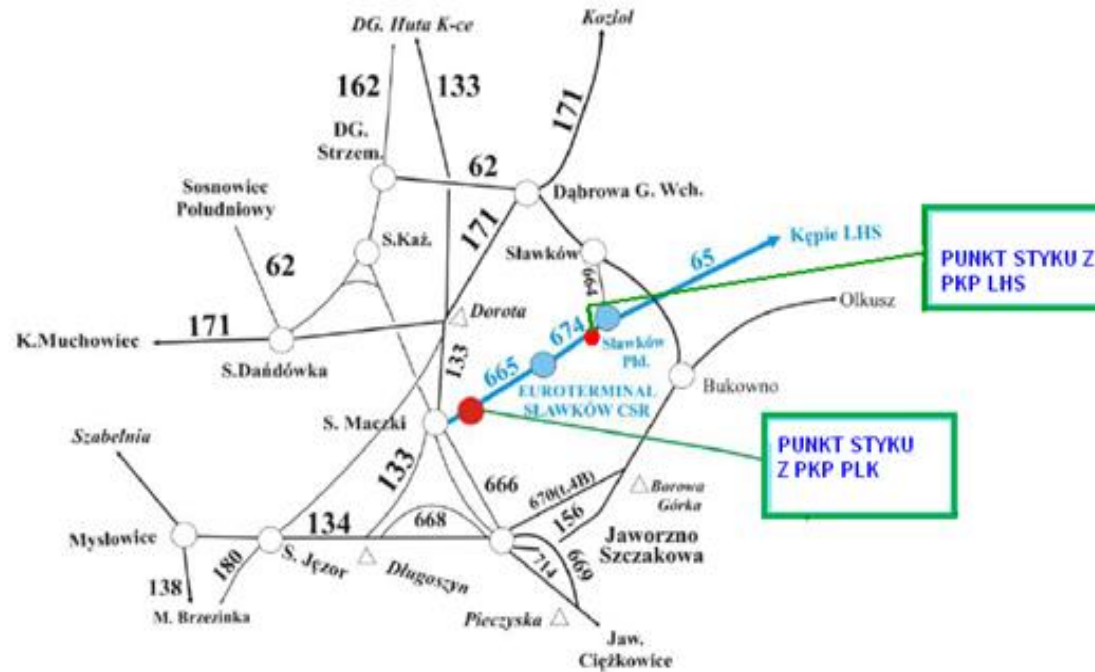 DG. Huta K-ce
Kozioł
162
133
171
DG.
Strzem.
62
Sosnowiec
Południowy
Dąbrowa G. Wch.
171
S.Kaź.
Sławków
Kępie LHS
65
PUNKT STYKU Z
PKP LHS
62
664
Olkusz
Dorota
171
K.Muchowiec
674
Sławków
Płd.
S.Dańdówka
133
665
EUROTERMINAL
SŁAWKÓW CSR
Bukowno
S. Maczki
Szabelnia
PUNKT STYKU
Z PKP PLK
133
666
670(t.4B)
Borowa
Górka
134
668
156
Jaworzno
Szczakowa
Mysłowice
S. Jęzor
Długoszyn
714
669
138
180
M. Brzezinka
Pieczyska
Jaw.
Ciężkowice